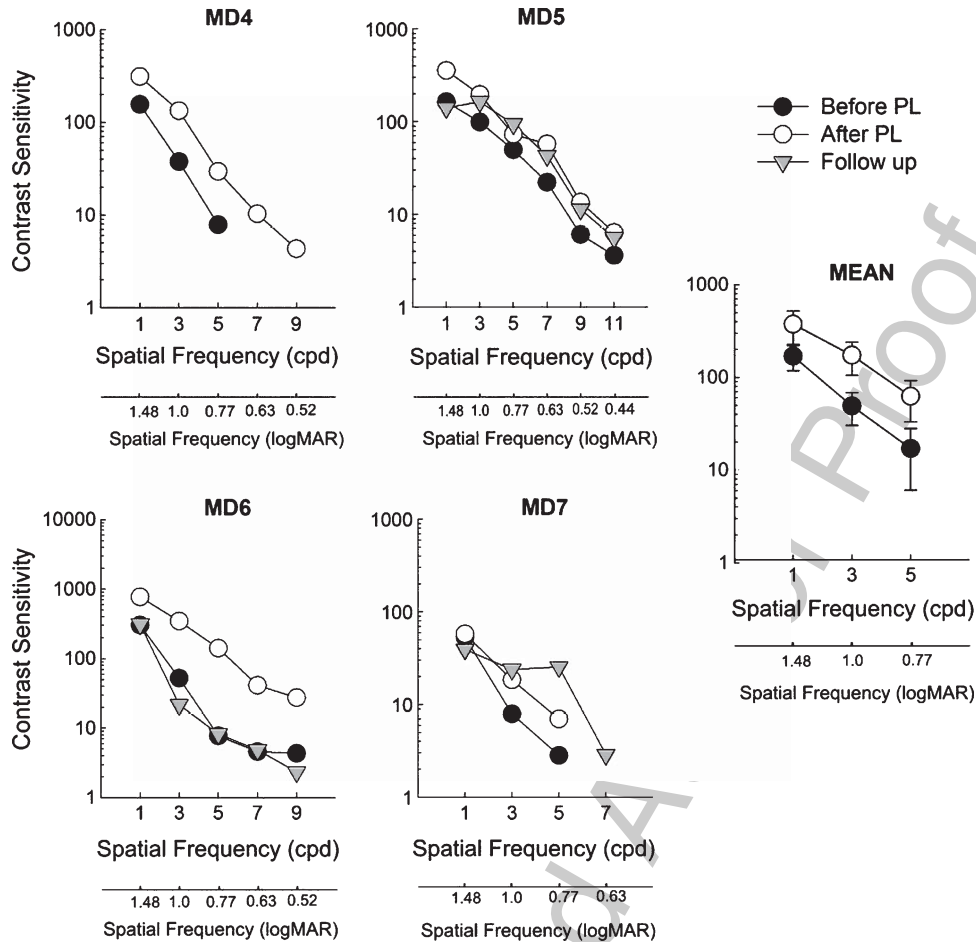 MD4
MD5
1000
100
10
1
Contrast Sensitivity
1 3 5 7 9
Spatial Frequency (cpd)
1.48 1.0 0.77 0.63 0.52
Spatial Frequency (logMAR)
1000
100
10
1
1 3 5 7 9 11
Spatial Frequency (cpd)
1.48 1.0 0.77 0.63 0.52 0.44
Spatial Frequency (logMAR)
Before PL
After PL
Follow up
MEAN
1000
100
10
1
1 3 5
Spatial Frequency (cpd)
1.48 1.0 0.77
Spatial Frequency (logMAR)
MD6
10000
1000
100
10
1
Contrast Sensitivity
1 3 5 7 9
Spatial Frequency (cpd)
1.48 1.0 0.77 0.63 0.52
Spatial Frequency (logMAR)
MD7
1000
100
10
1
1 3 5 7
Spatial Frequency (cpd)
1.48 1.0 0.77 0.63
Spatial Frequency (logMAR)
Proof